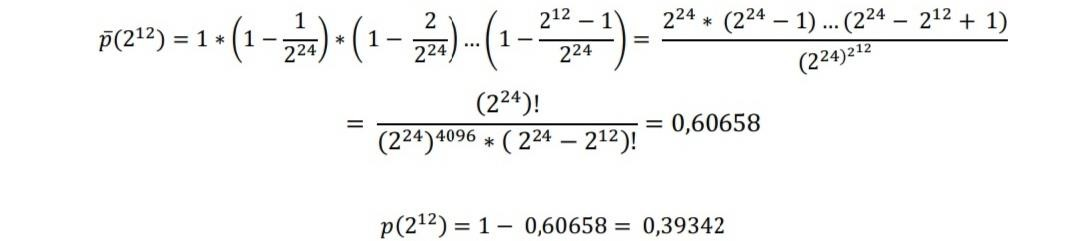 p̄(2¹²) = 1 * (1 − 1/2²⁴) * (1 − 2/2²⁴) ... (1 − (2¹² − 1)/2²⁴) = (2²⁴ * (2²⁴ − 1) ... (2²⁴ − 2¹² + 1))/((2²⁴)^(2¹²))
= (2²⁴)!/((2²⁴)⁴⁰⁹⁶ * (2²⁴ − 2¹²)!) = 0,60658
p(2¹²) = 1 − 0,60658 = 0,39342